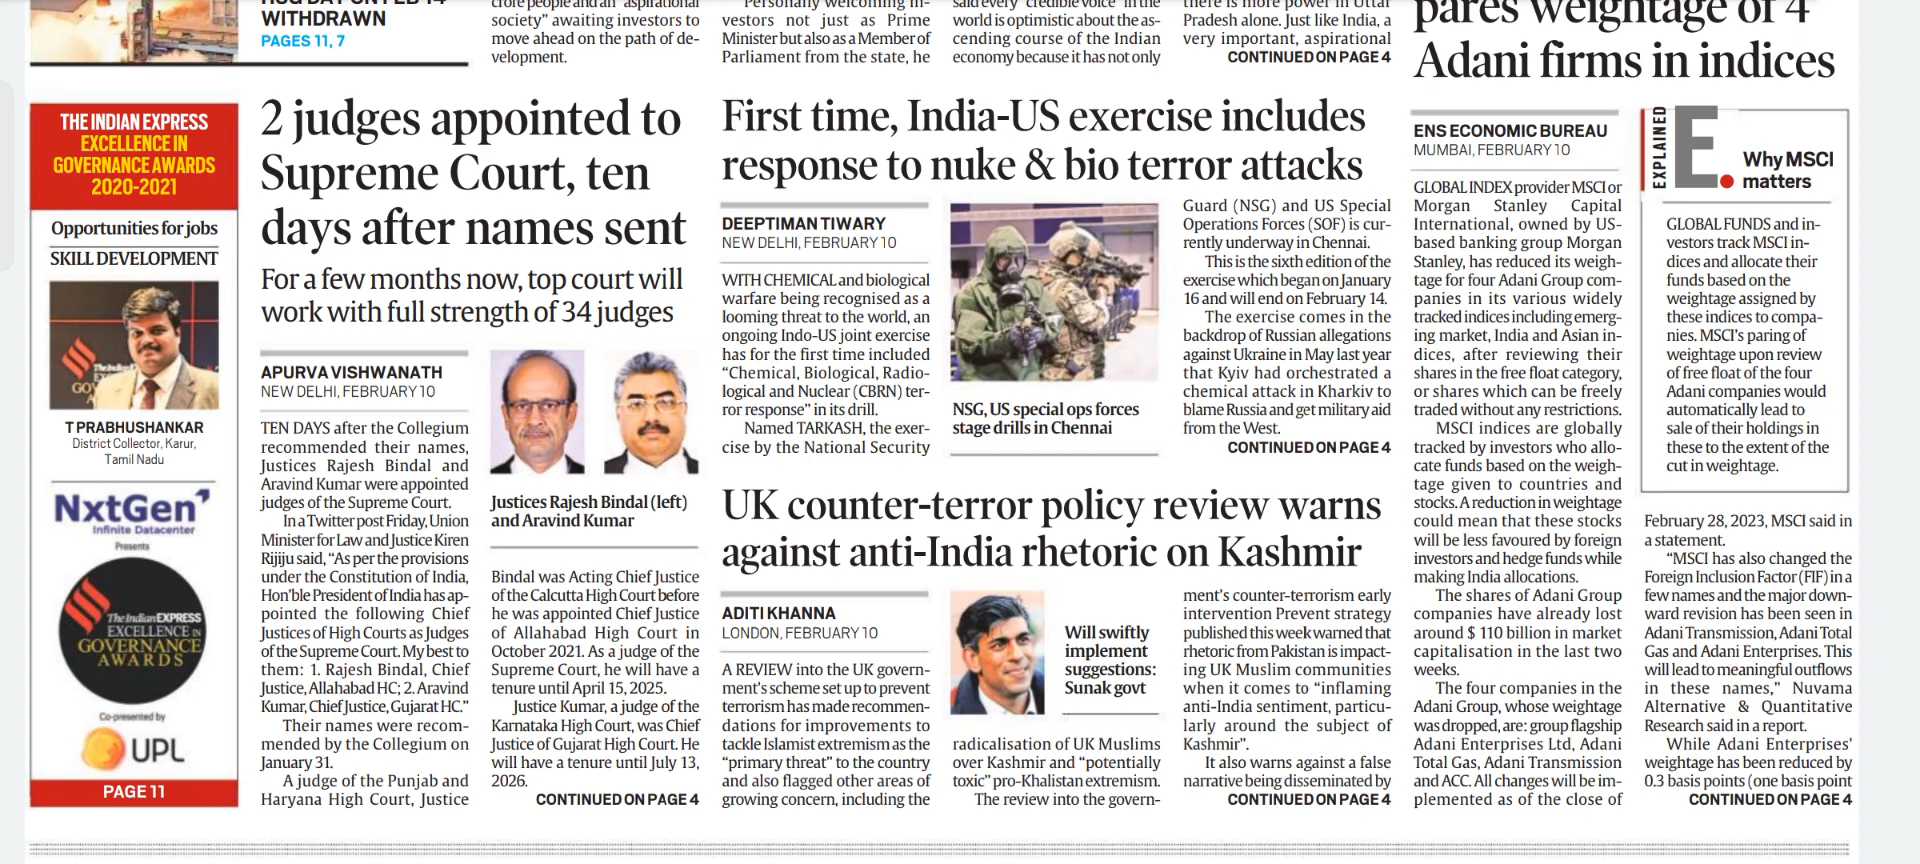 HUG DAY ON FEB 14
WITHDRAWN
PAGES 11, 7
crore people and an "aspirational
society" awaiting investors to
move ahead on the path of de-
velopment.
Personally welcoming in-
vestors not just as Prime
Minister but also as a Member of
Parliament from the state, he
said every "credible voice" in the
world is optimistic about the as-
cending course of the Indian
economy because it has not only
there is more power in Uttar
Pradesh alone. Just like India, a
very important, aspirational
CONTINUED ON PAGE 4
pares weightage of 4
Adani firms in indices
THE INDIAN EXPRESS
EXCELLENCE IN
GOVERNANCE AWARDS
2020-2021
Opportunities for jobs
SKILL DEVELOPMENT
T PRABHUSHANKAR
District Collector, Karur,
Tamil Nadu
NxtGen
Infinite Datacenter
Presents
The Indian EXPRESS
EXCELLENCE IN
GOVERNANCE
AWARDS
Co-presented by
UPL
PAGE 11
2 judges appointed to
Supreme Court, ten
days after names sent
For a few months now, top court will
work with full strength of 34 judges
APURVA VISHWANATH
NEW DELHI, FEBRUARY 10
TEN DAYS after the Collegium
recommended their names,
Justices Rajesh Bindal and
Aravind Kumar were appointed
judges of the Supreme Court.
In a Twitter post Friday, Union
Minister for Law and Justice Kiren
Rijiju said, "As per the provisions
under the Constitution of India,
Hon'ble President of India has ap-
pointed the following Chief
Justices of High Courts as Judges
of the Supreme Court. My best to
them: 1. Rajesh Bindal, Chief
Justice, Allahabad HC; 2. Aravind
Kumar, Chief Justice, Gujarat HC."
Their names were recom-
mended by the Collegium on
January 31.
A judge of the Punjab and
Haryana High Court, Justice
Justices Rajesh Bindal (left)
and Aravind Kumar
Bindal was Acting Chief Justice
of the Calcutta High Court before
he was appointed Chief Justice
of Allahabad High Court in
October 2021. As a judge of the
Supreme Court, he will have a
tenure until April 15, 2025.
Justice Kumar, a judge of the
Karnataka High Court, was Chief
Justice of Gujarat High Court. He
will have a tenure until July 13,
2026.
CONTINUED ON PAGE 4
First time, India-US exercise includes
response to nuke & bio terror attacks
DEEPTIMAN TIWARY
NEW DELHI, FEBRUARY 10
WITH CHEMICAL and biological
warfare being recognised as a
looming threat to the world, an
ongoing Indo-US joint exercise
has for the first time included
"Chemical, Biological, Radio-
logical and Nuclear (CBRN) ter-
ror response" in its drill.
Named TARKASH, the exer-
cise by the National Security
NSG, US special ops forces
stage drills in Chennai
Guard (NSG) and US Special
Operations Forces (SOF) is cur-
rently underway in Chennai.
This is the sixth edition of the
exercise which began on January
16 and will end on February 14.
The exercise comes in the
backdrop of Russian allegations
against Ukraine in May last year
that Kyiv had orchestrated a
chemical attack in Kharkiv to
blame Russia and get military aid
from the West.
CONTINUED ON PAGE 4
UK counter-terror policy review warns
against anti-India rhetoric on Kashmir
ADITI KHANNA
LONDON, FEBRUARY 10
A REVIEW into the UK govern-
ment's scheme set up to prevent
terrorism has made recommen-
dations for improvements to
tackle Islamist extremism as the
"primary threat" to the country
and also flagged other areas of
growing concern, including the
Will swiftly
implement
suggestions:
Sunak govt
radicalisation of UK Muslims
over Kashmir and "potentially
toxic" pro-Khalistan extremism.
The review into the govern-
ment's counter-terrorism early
intervention Prevent strategy
published this week warned that
rhetoric from Pakistan is impact-
ing UK Muslim communities
when it comes to "inflaming
anti-India sentiment, particu-
larly around the subject of
Kashmir".
It also warns against a false
narrative being disseminated by
CONTINUED ON PAGE 4
ENS ECONOMIC BUREAU
MUMBAI, FEBRUARY 10
GLOBAL INDEX provider MSCI or
Morgan Stanley Capital
International, owned by US-
based banking group Morgan
Stanley, has reduced its weigh-
tage for four Adani Group com-
panies in its various widely
tracked indices including emerg-
ing market, India and Asian in-
dices, after reviewing their
shares in the free float category,
or shares which can be freely
traded without any restrictions.
MSCI indices are globally
tracked by investors who allo-
cate funds based on the weigh-
tage given to countries and
stocks. A reduction in weightage
could mean that these stocks
will be less favoured by foreign
investors and hedge funds while
making India allocations.
The shares of Adani Group
companies have already lost
around $ 110 billion in market
capitalisation in the last two
weeks.
The four companies in the
Adani Group, whose weightage
was dropped, are: group flagship
Adani Enterprises Ltd, Adani
Total Gas, Adani Transmission
and ACC. All changes will be im-
plemented as of the close of
EXPLAINED
E.
Why MSCI
matters
GLOBAL FUNDS and in-
vestors track MSCI in-
dices and allocate their
funds based on the
weightage assigned by
these indices to compa-
nies. MSCI's paring of
weightage upon review
of free float of the four
Adani companies would
automatically lead to
sale of their holdings in
these to the extent of the
cut in weightage.
February 28, 2023, MSCI said in
a statement.
"MSCI has also changed the
Foreign Inclusion Factor (FIF) in a
few names and the major down-
ward revision has been seen in
Adani Transmission, Adani Total
Gas and Adani Enterprises. This
will lead to meaningful outflows
in these names," Nuvama
Alternative & Quantitative
Research said in a report.
While Adani Enterprises'
weightage has been reduced by
0.3 basis points (one basis point
CONTINUED ON PAGE 4